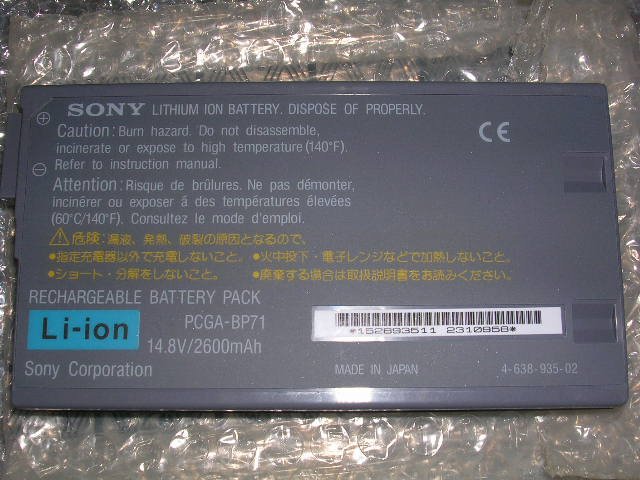 SONY LITHIUM ION BATTERY. DISPOSE OF PROPERLY.
Caution: Burn hazard. Do not disassemble,
incinerate or expose to high temperature (140°F).
Refer to instruction manual.
Attention: Risque de brûlures. Ne pas démonter,
incinérer ou exposer á des températures élevées
(60°C/140°F). Consultez le mode d'emploi.
⚠危険:漏液、発熱、破裂の原因となるので、
●指定充電器以外で充電しないこと。●火中投下・電子レンジなどで加熱しないこと。
●ショート・分解をしないこと。●廃棄する場合は取扱説明書をお読みください。
RECHARGEABLE BATTERY PACK
Li-ion PCGA-BP71
14.8V/2600mAh
*152693511 2310958*
Sony Corporation MADE IN JAPAN 4-638-935-02
CE